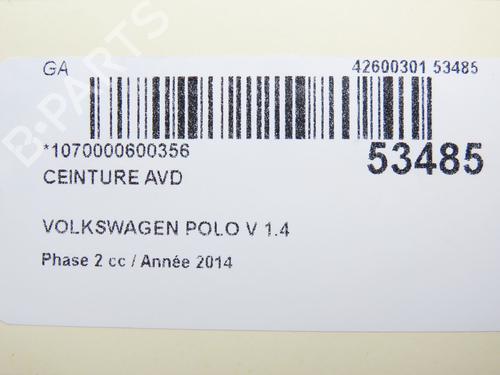 GA
42600301 53485
B-PARTS
*1070000600356
53485
CEINTURE AVD
VOLKSWAGEN POLO V 1.4
Phase 2 cc / Année 2014